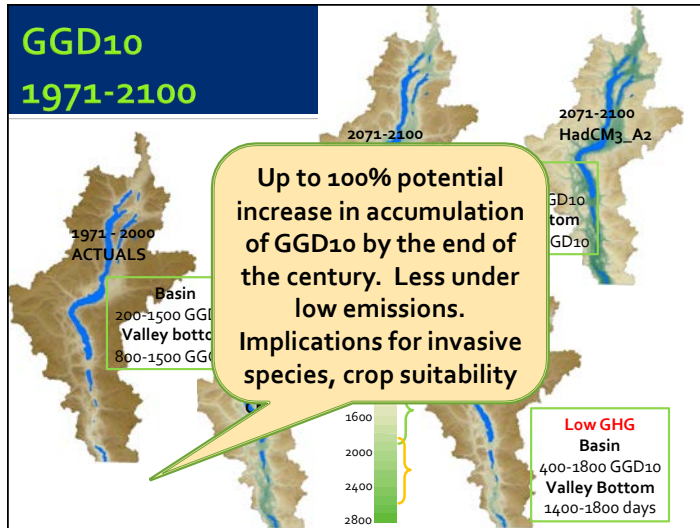 GGD10
1971-2100
2071-2100
2071-2100
HadCM3_A2
1971 - 2000
ACTUALS
Basin
200-1500
Valley
800-1500
GGD10
GGD10
Up to 100% potential
increase in accumulation
of GGD10 by the end of
the century. Less under
low emissions.
Implications for invasive
species, crop suitability
1600
2000
2400
2800
Low GHG
Basin
400-1800 GGD10
Valley Bottom
1400-1800 days